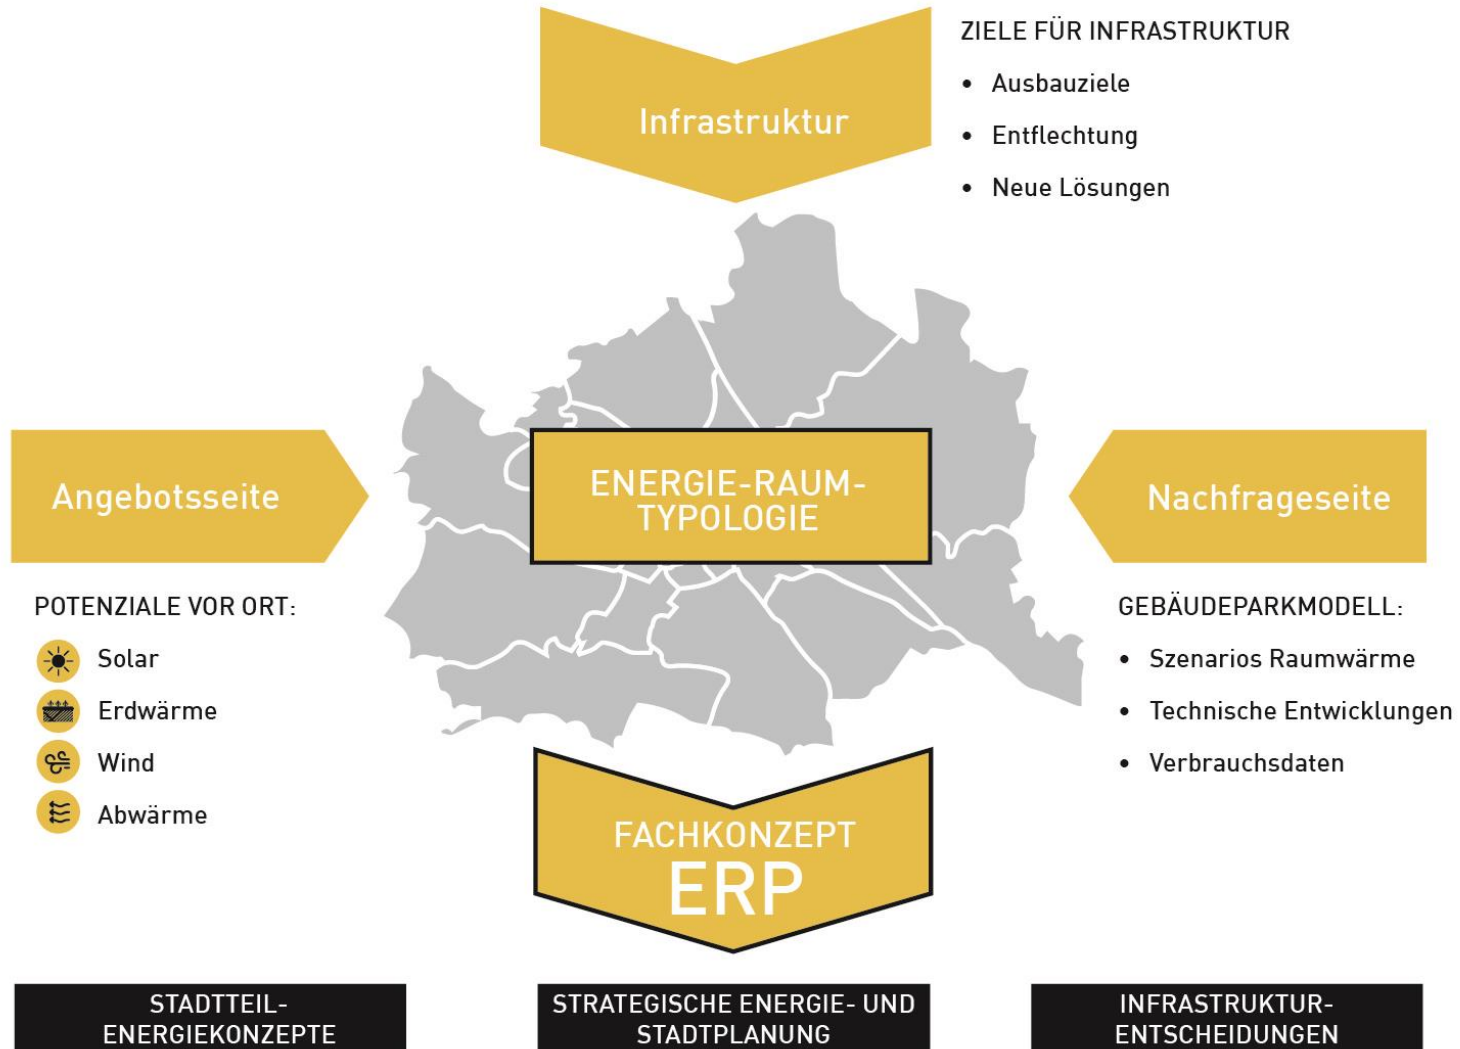 Infrastruktur
ZIELE FÜR INFRASTRUKTUR
• Ausbauziele
• Entflechtung
• Neue Lösungen
Angebotsseite
ENERGIE-RAUM-
TYPOLOGIE
Nachfrageseite
POTENZIALE VOR ORT:
Solar
Erdwärme
Wind
Abwärme
GEBÄUDEPARKMODELL:
• Szenarios Raumwärme
• Technische Entwicklungen
• Verbrauchsdaten
FACHKONZEPT
ERP
STADTTEIL-
ENERGIEKONZEPTE
STRATEGISCHE ENERGIE- UND
STADTPLANUNG
INFRASTRUKTUR-
ENTSCHEIDUNGEN